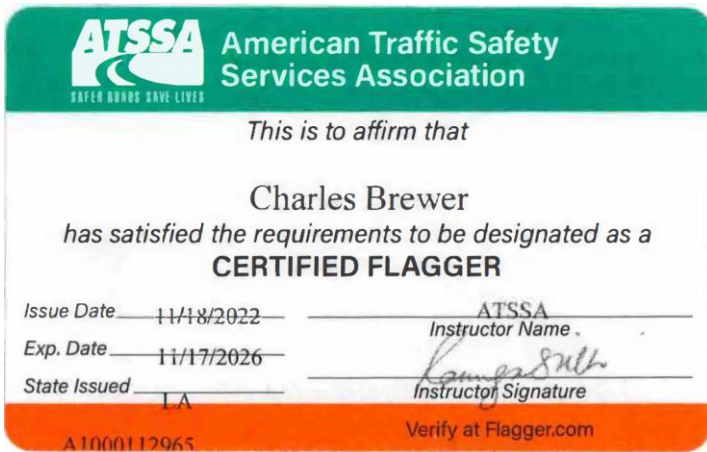 ATSSA
SAFER ROADS SAVE LIVES
American Traffic Safety
Services Association
This is to affirm that
Charles Brewer
has satisfied the requirements to be designated as a
CERTIFIED FLAGGER
Issue Date 11/18/2022
ATSSA
Instructor Name
Exp. Date 11/17/2026
Instructor Signature
State Issued LA
A1000112965
Verify at Flagger.com